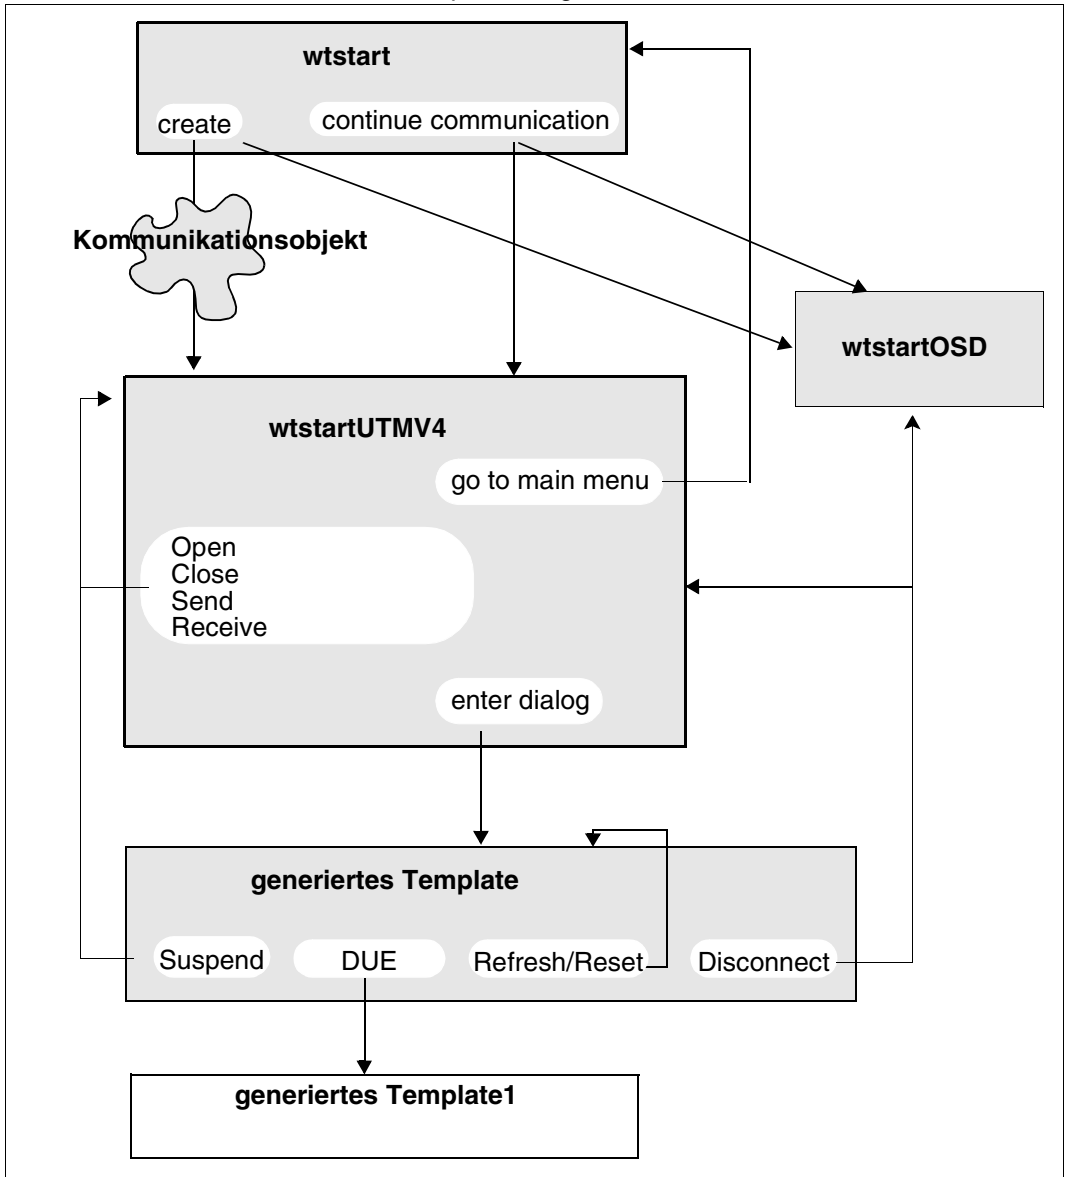 wtstart
create
continue communication
Kommunikationsobjekt
wtstartOSD
wtstartUTMV4
go to main menu
Open
Close
Send
Receive
enter dialog
generiertes Template
Suspend
DUE
Refresh/Reset
Disconnect
generiertes Template1